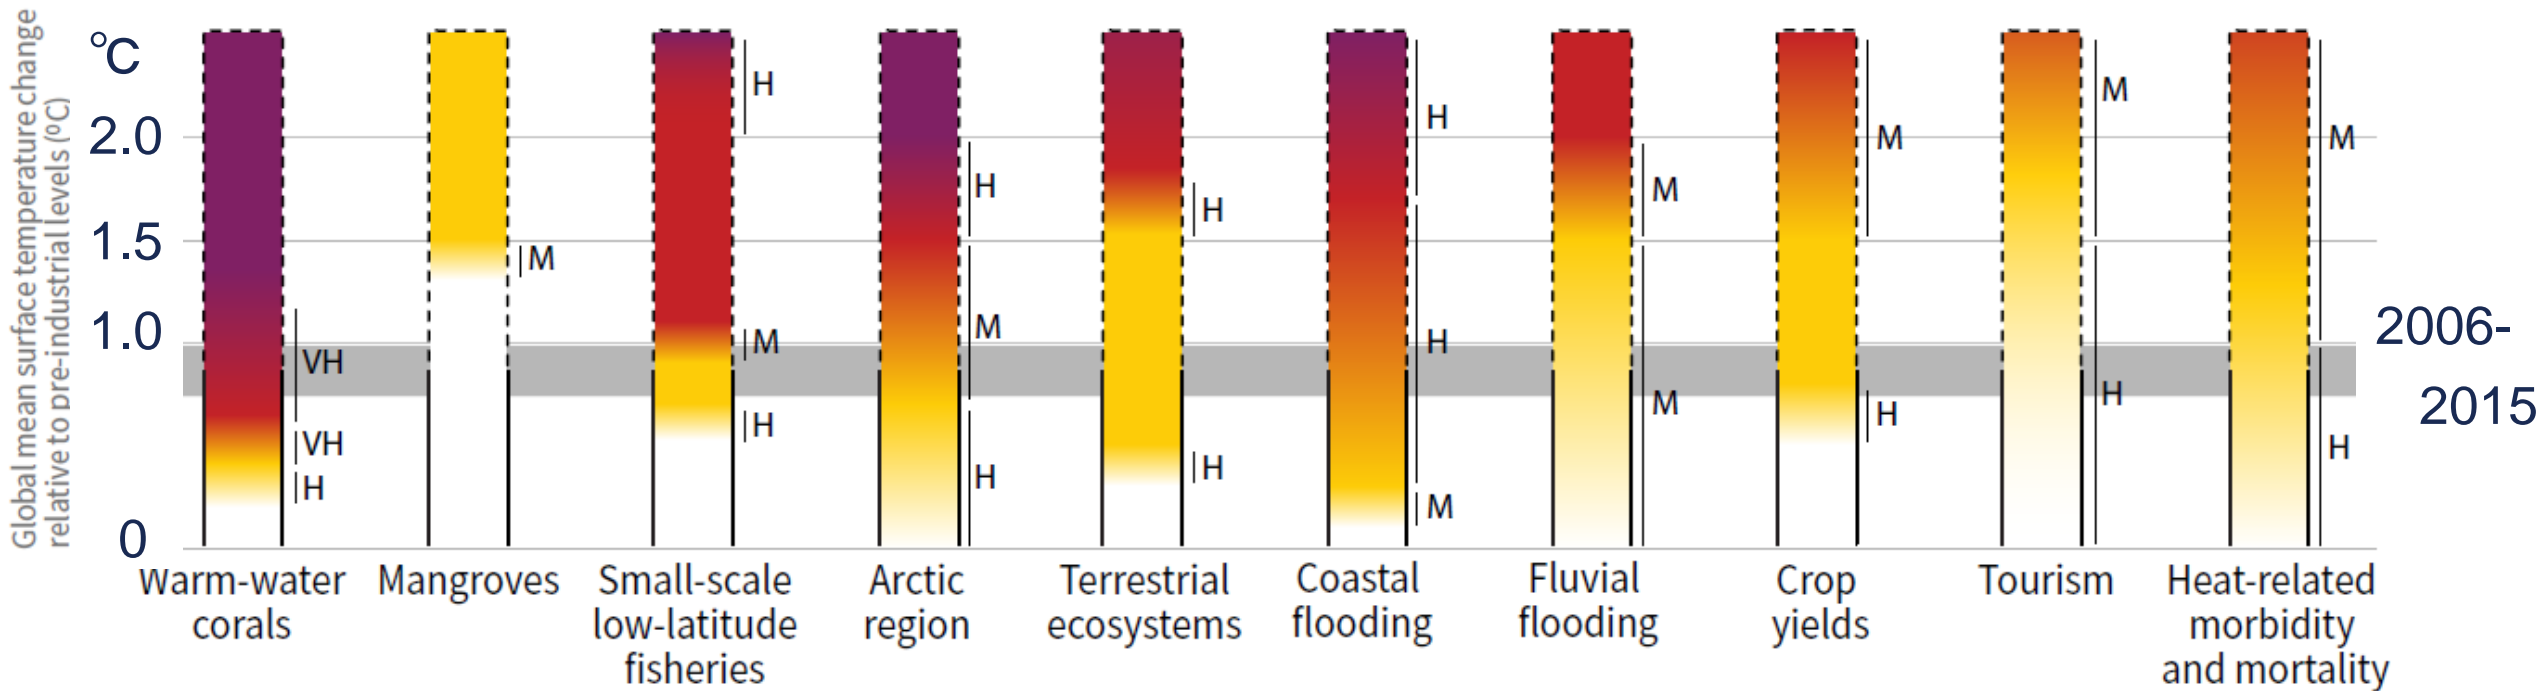 Global mean surface temperature change
relative to pre-industrial levels (ºC)
°C
2.0
1.5
1.0
0
VH
VH
H
M
H
M
H
H
M
H
H
H
H
H
M
M
M
M
H
M
H
M
H
2006-
2015
Warm-water
corals
Mangroves
Small-scale
low-latitude
fisheries
Arctic
region
Terrestrial
ecosystems
Coastal
flooding
Fluvial
flooding
Crop
yields
Tourism
Heat-related
morbidity
and mortality